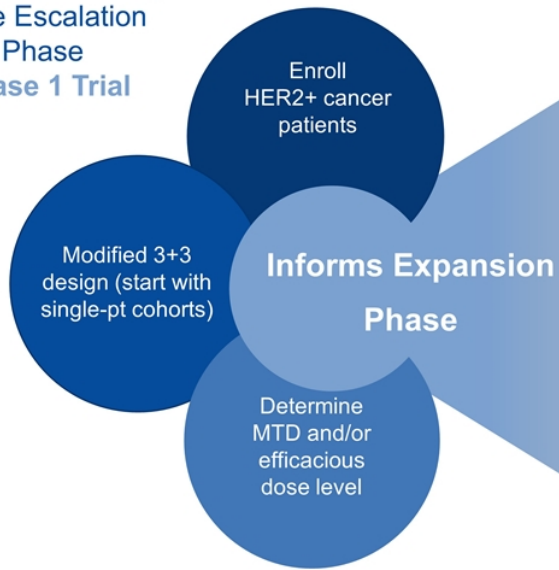 e Escalation
Phase
ase 1 Trial
Enroll
HER2+ cancer
patients
Modified 3+3
design (start with
single-pt cohorts)
Informs Expansion
Phase
Determine
MTD and/or
efficacious
dose level